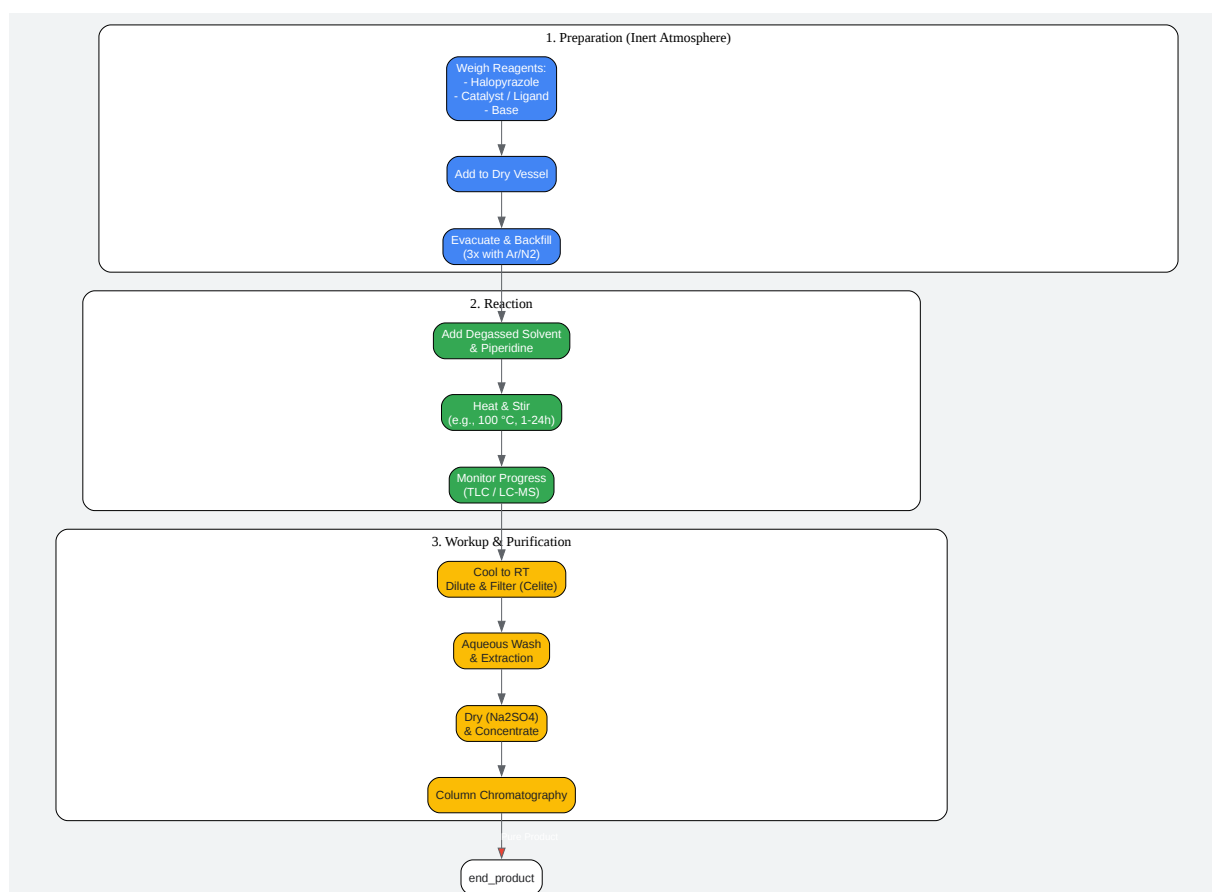 1. Preparation (Inert Atmosphere)
Weigh Reagents:
- Halopyrazole
- Catalyst / Ligand
- Base
Add to Dry Vessel
Evacuate & Backfill
(3x with Ar/N2)
2. Reaction
Add Degassed Solvent
& Piperidine
Heat & Stir
(e.g., 100 °C, 1-24h)
Monitor Progress
(TLC / LC-MS)
3. Workup & Purification
Cool to RT
Dilute & Filter (Celite)
Aqueous Wash
& Extraction
Dry (Na2SO4)
& Concentrate
Column Chromatography
Pure Product
end_product